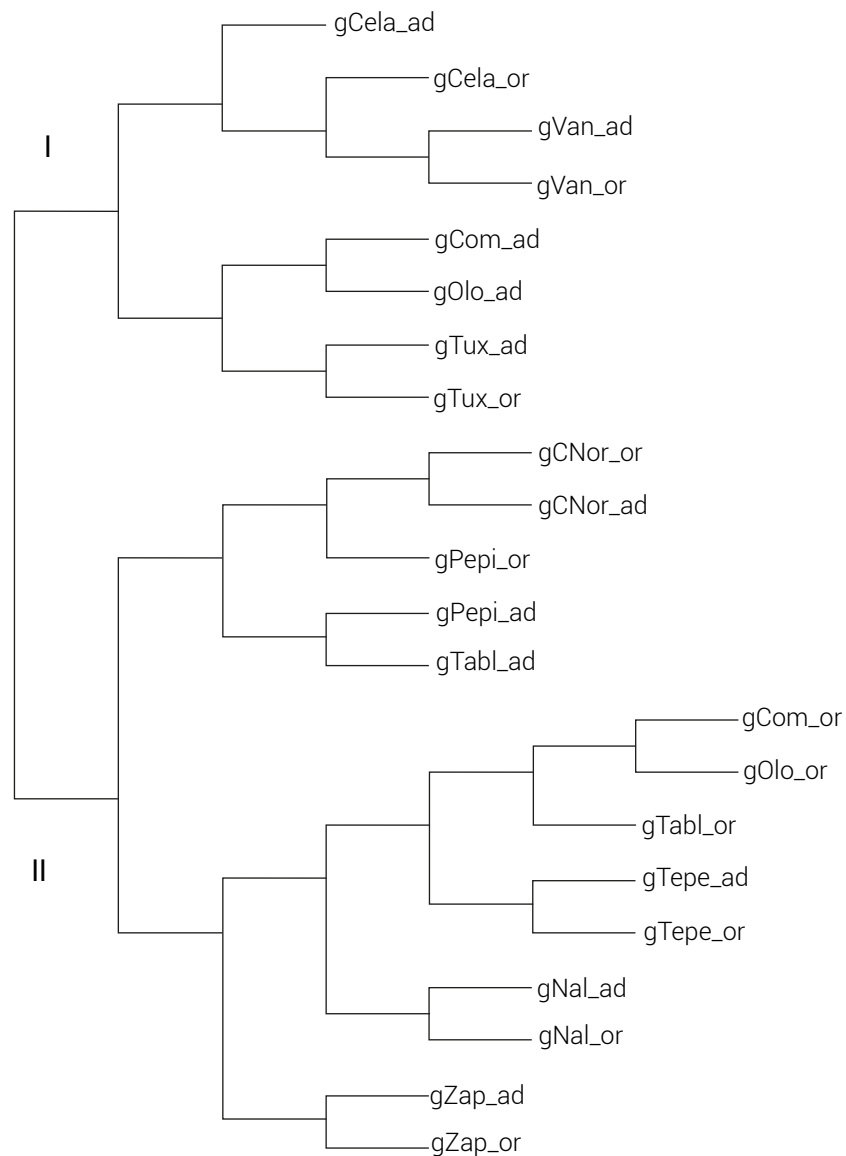 gCela_ad
gCela_or
I
gVan_ad
gVan_or
gCom_ad
gOlo_ad
gTux_ad
gTux_or
gCNor_or
gCNor_ad
gPepi_or
gPepi_ad
gTabl_ad
gCom_or
gOlo_or
gTabl_or
II
gTepe_ad
gTepe_or
gNal_ad
gNal_or
gZap_ad
gZap_or